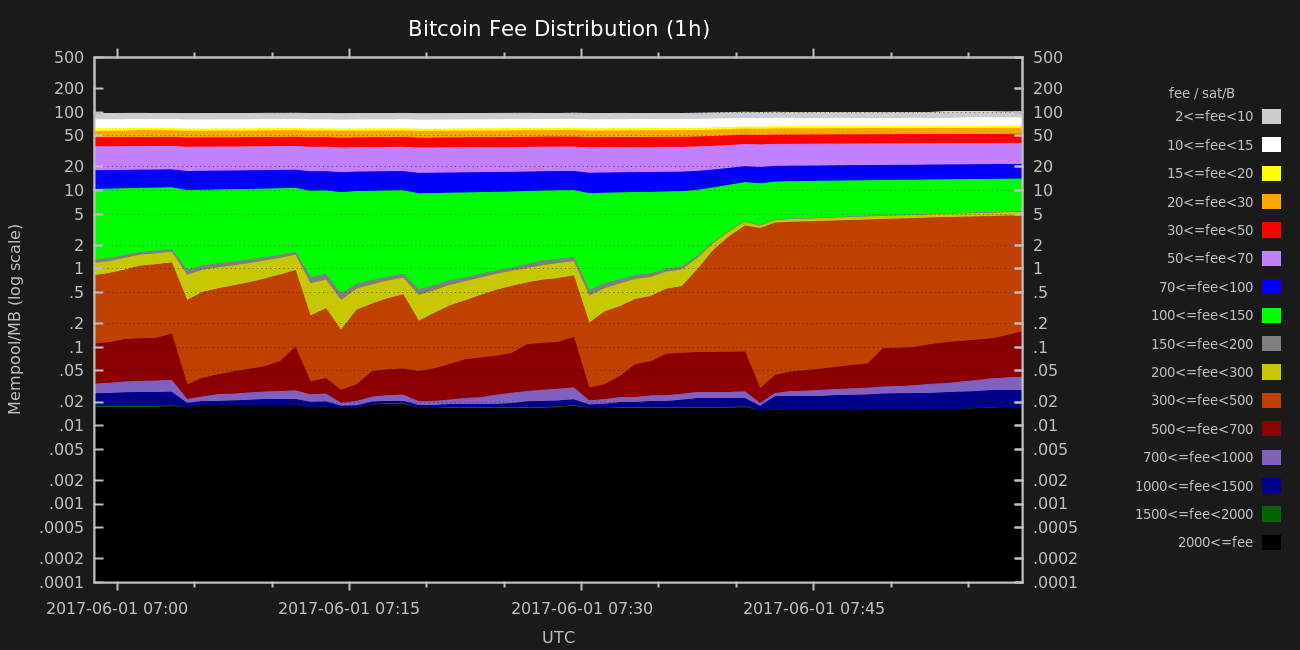 Bitcoin Fee Distribution (1h)
500
200
100
50
20
10
5
2
1
.5
.2
.1
.05
.02
.01
.005
.002
.001
.0005
.0002
.0001
Mempool/MB (log scale)
500
200
100
50
20
10
5
2
1
.5
.2
.1
.05
.02
.01
.005
.002
.001
.0005
.0002
.0001
fee / sat/B
2<=fee<10
10<=fee<15
15<=fee<20
20<=fee<30
30<=fee<50
50<=fee<70
70<=fee<100
100<=fee<150
150<=fee<200
200<=fee<300
300<=fee<500
500<=fee<700
700<=fee<1000
1000<=fee<1500
1500<=fee<2000
2000<=fee
2017-06-01 07:00 2017-06-01 07:15 2017-06-01 07:30 2017-06-01 07:45
UTC